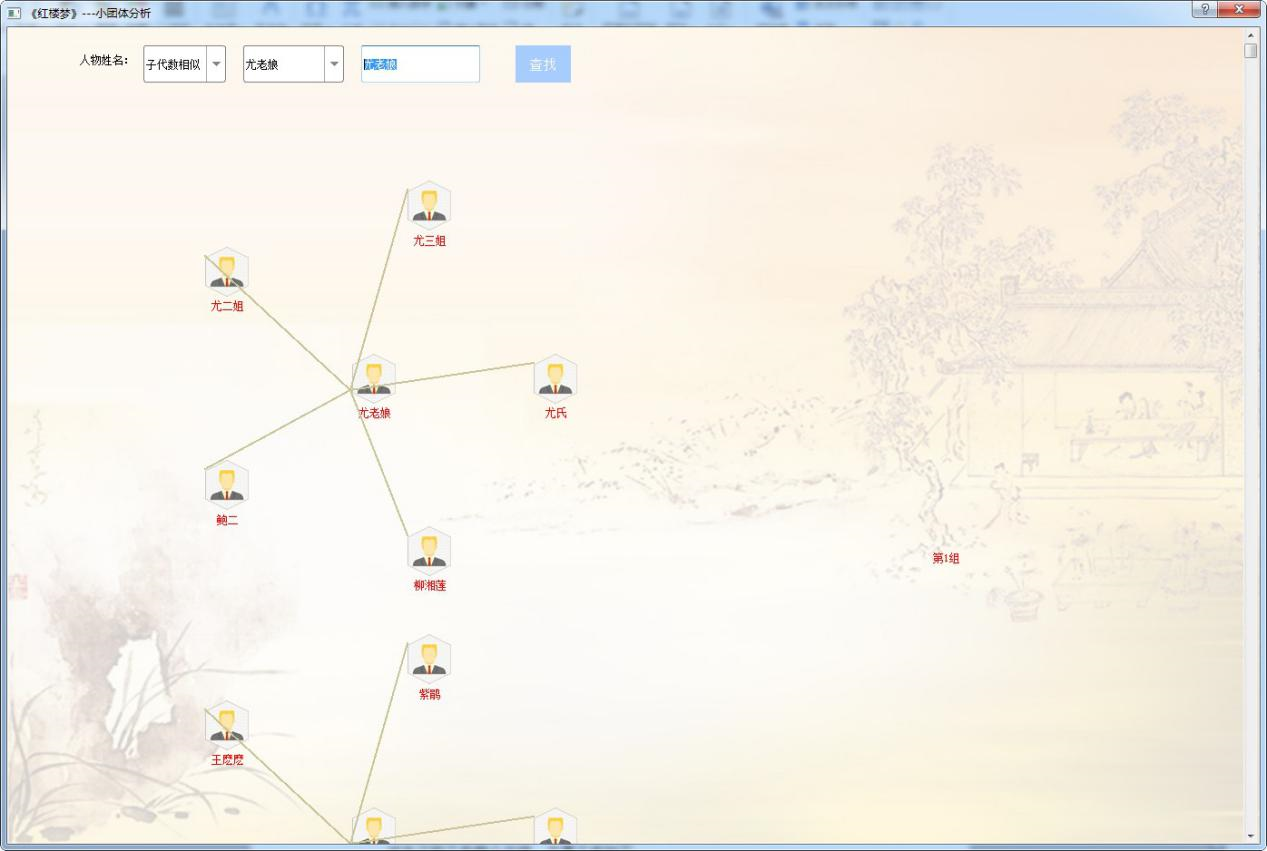 《红楼梦》---小团体分析
人物姓名：
子代数相似
尤老娘
尤老娘
查找
尤三姐
尤二姐
尤老娘
尤氏
鲍二
柳湘莲
第1组
紫鹃
王嬷嬷